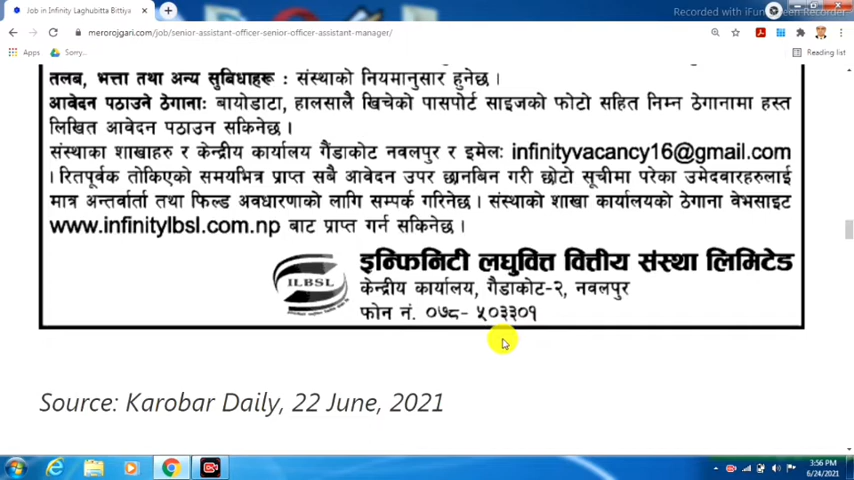 Job in Infinity Laghubitta Bittiya
Recorded with iFun Screen Recorder
merorojgari.com/job/senior-assistant-officer-senior-officer-assistant-manager/
Apps
Sorry...
Reading list
तलब, भत्ता तथा अन्य सुबिधाहरू : संस्थाको नियमानुसार हुनेछ ।
आवेदन पठाउने ठेगानाः बायोडाटा, हालसालै खिचेको पासपोर्ट साइजको फोटो सहित निम्न ठेगानामा हस्त
लिखित आवेदन पठाउन सकिनेछ ।
संस्थाका शाखाहरु र केन्द्रीय कार्यालय गैंडाकोट नवलपुर र इमेलः infinityvacancy16@gmail.com
। रितपूर्वक तोकिएको समयभित्र प्राप्त सबै आवेदन उपर छानबिन गरी छोटो सूचीमा परेका उमेदवारहरुलाई
मात्र अन्तर्वार्ता तथा फिल्ड अवधारणाको लागि सम्पर्क गरिनेछ । संस्थाको शाखा कार्यालयको ठेगाना वेभसाइट
www.infinitylbsl.com.np बाट प्राप्त गर्न सकिनेछ ।
ILBSL
इन्फिनिटी लघुवित्त वित्तीय संस्था लिमिटेड
केन्द्रीय कार्यालय, गैडाकोट-२, नवलपुर
फोन नं. ०७८- ५०३३०१
Source: Karobar Daily, 22 June, 2021
3:56 PM
6/24/2021